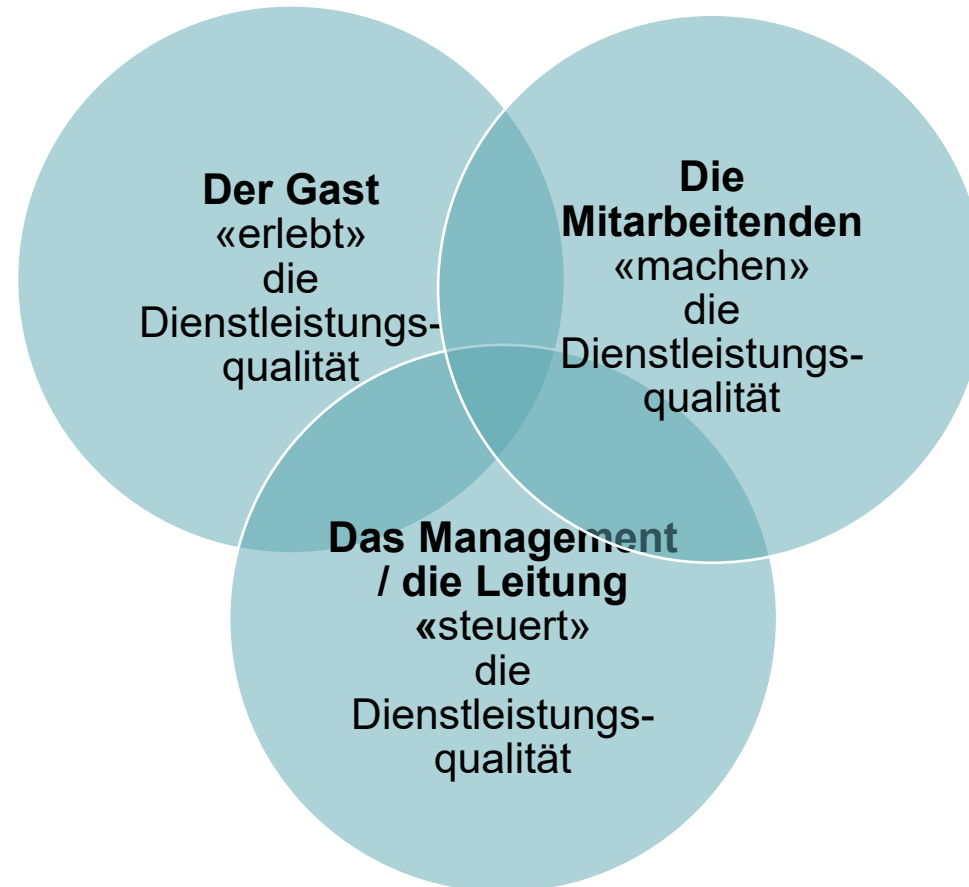 Der Gast
«erlebt»
die
Dienstleistungs-
qualität
Die
Mitarbeitenden
«machen»
die
Dienstleistungs-
qualität
Das Management
/ die Leitung
«steuert»
die
Dienstleistungs-
qualität